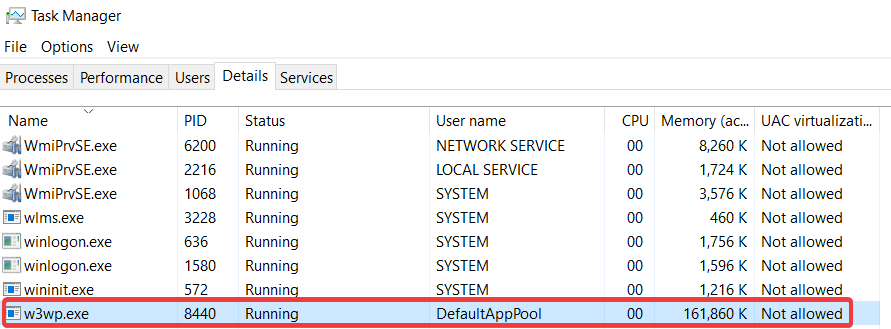 Task Manager
File Options View
Processes Performance Users Details Services
Name PID Status User name CPU Memory (ac... UAC virtualizati...
WmiPrvSE.exe 6200 Running NETWORK SERVICE 00 8,260 K Not allowed
WmiPrvSE.exe 2216 Running LOCAL SERVICE 00 1,724 K Not allowed
WmiPrvSE.exe 1068 Running SYSTEM 00 3,576 K Not allowed
wlms.exe 3228 Running SYSTEM 00 460 K Not allowed
winlogon.exe 636 Running SYSTEM 00 1,756 K Not allowed
winlogon.exe 1580 Running SYSTEM 00 1,596 K Not allowed
wininit.exe 572 Running SYSTEM 00 1,216 K Not allowed
w3wp.exe 8440 Running DefaultAppPool 00 161,860 K Not allowed